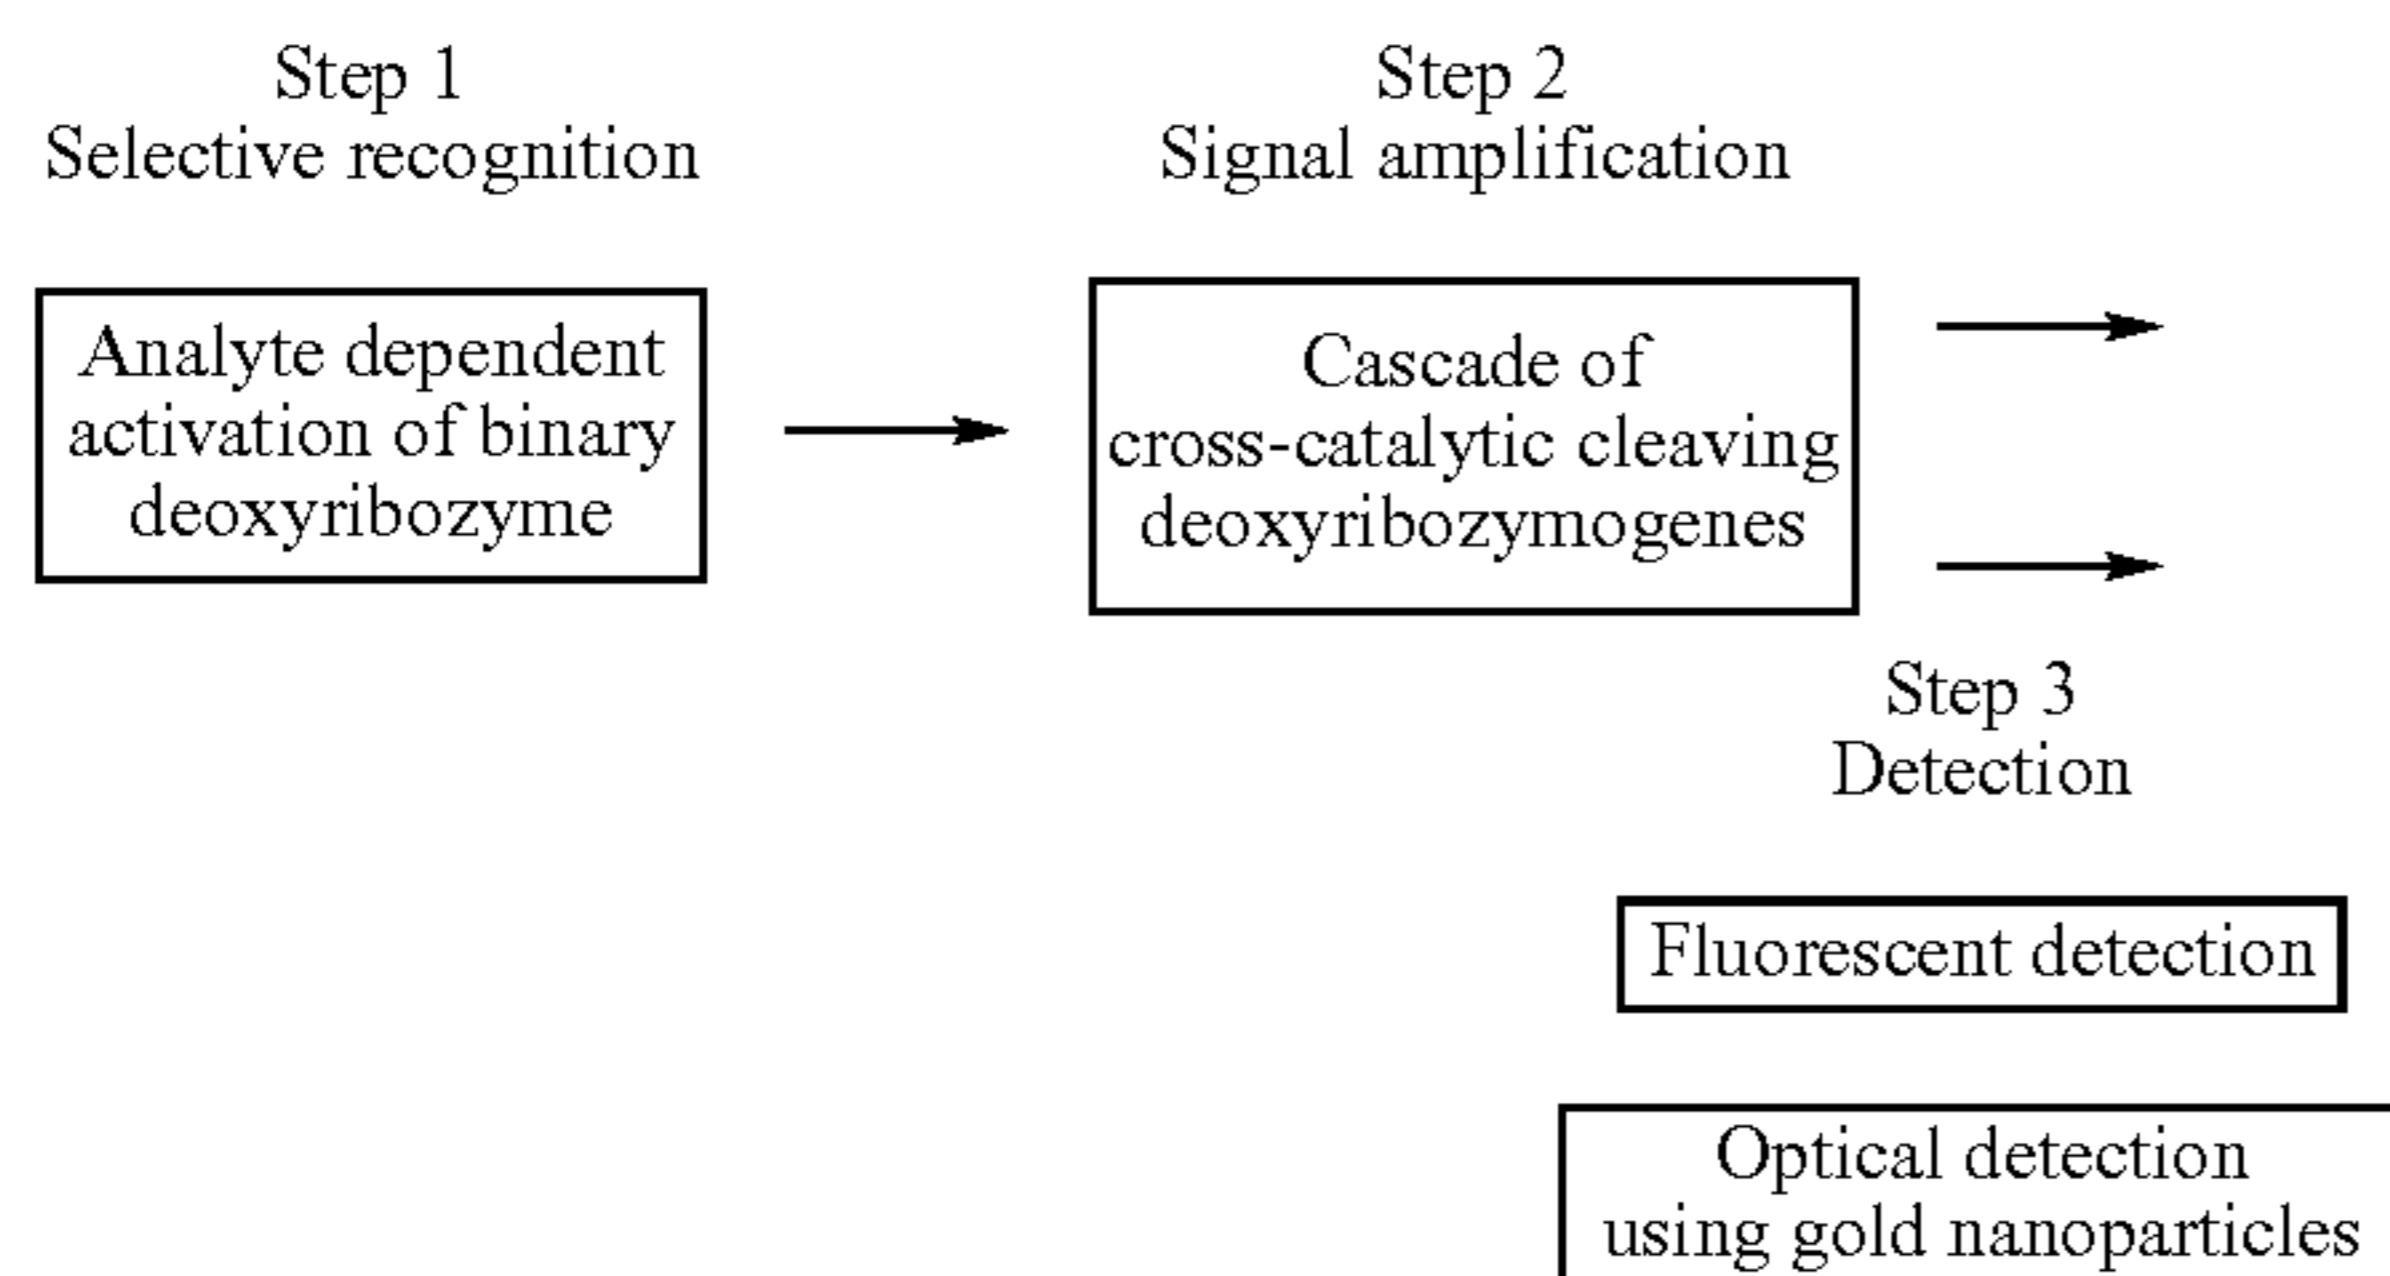 Step 1
Selective recognition
Analyte dependent
activation of binary
deoxyribozyme
Step 2
Signal amplification
Cascade of
cross-catalytic cleaving
deoxyribozymogenes
Step 3
Detection
Fluorescent detection
Optical detection
using gold nanoparticles